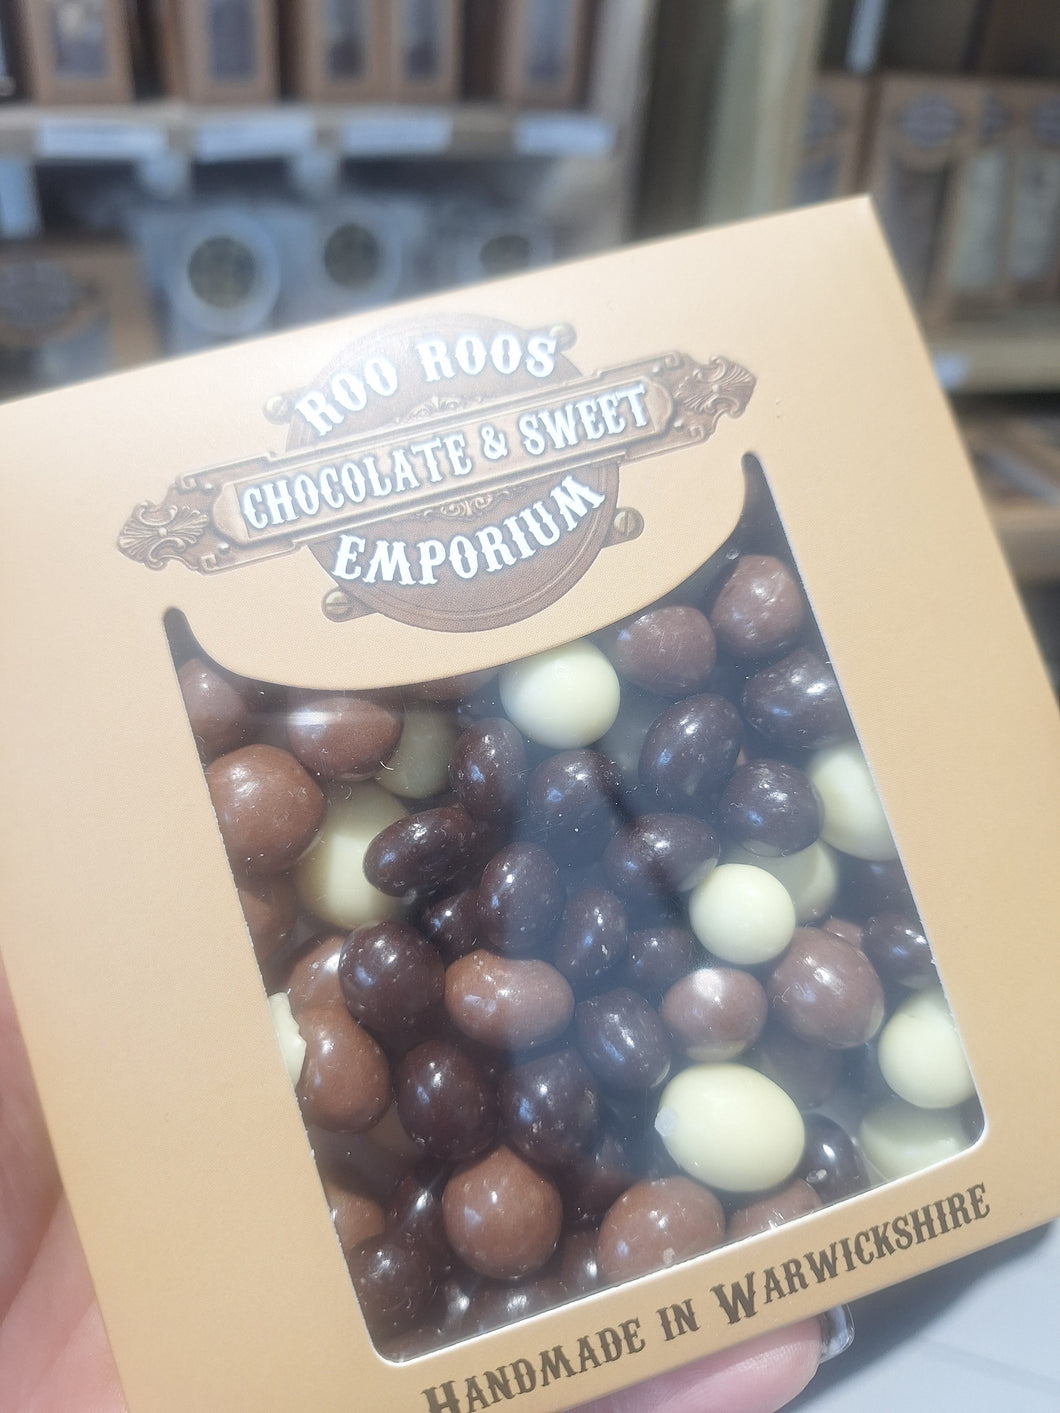 ROO ROOS
CHOCOLATE & SWEET
EMPORIUM
HANDMADE IN WARWICKSHIRE